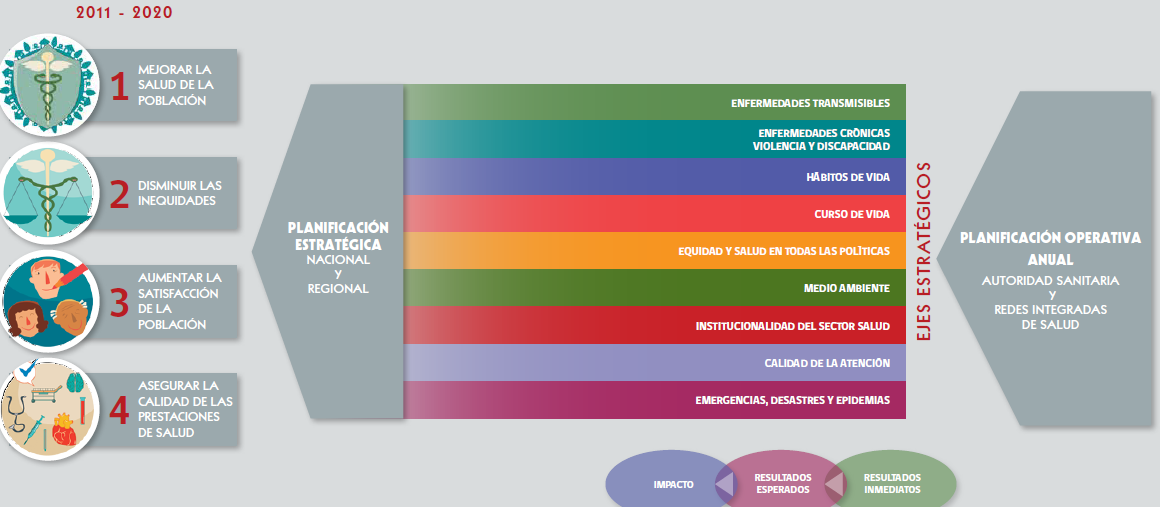 2011 - 2020
1
MEJORAR LA
SALUD DE LA
POBLACIÓN
2
DISMINUIR LAS
INEQUIDADES
3
AUMENTAR LA
SATISFACCIÓN
DE LA
POBLACIÓN
4
ASEGURAR LA
CALIDAD DE LAS
PRESTACIONES
DE SALUD
PLANIFICACIÓN
ESTRATÉGICA
NACIONAL
y
REGIONAL
ENFERMEDADES TRANSMISIBLES
ENFERMEDADES CRÓNICAS
VIOLENCIA Y DISCAPACIDAD
HÁBITOS DE VIDA
CURSO DE VIDA
EQUIDAD Y SALUD EN TODAS LAS POLÍTICAS
MEDIO AMBIENTE
INSTITUCIONALIDAD DEL SECTOR SALUD
CALIDAD DE LA ATENCIÓN
EMERGENCIAS, DESASTRES Y EPIDEMIAS
EJES ESTRATÉGICOS
PLANIFICACIÓN OPERATIVA
ANUAL
AUTORIDAD SANITARIA
y
REDES INTEGRADAS
DE SALUD
IMPACTO
RESULTADOS
ESPERADOS
RESULTADOS
INMEDIATOS